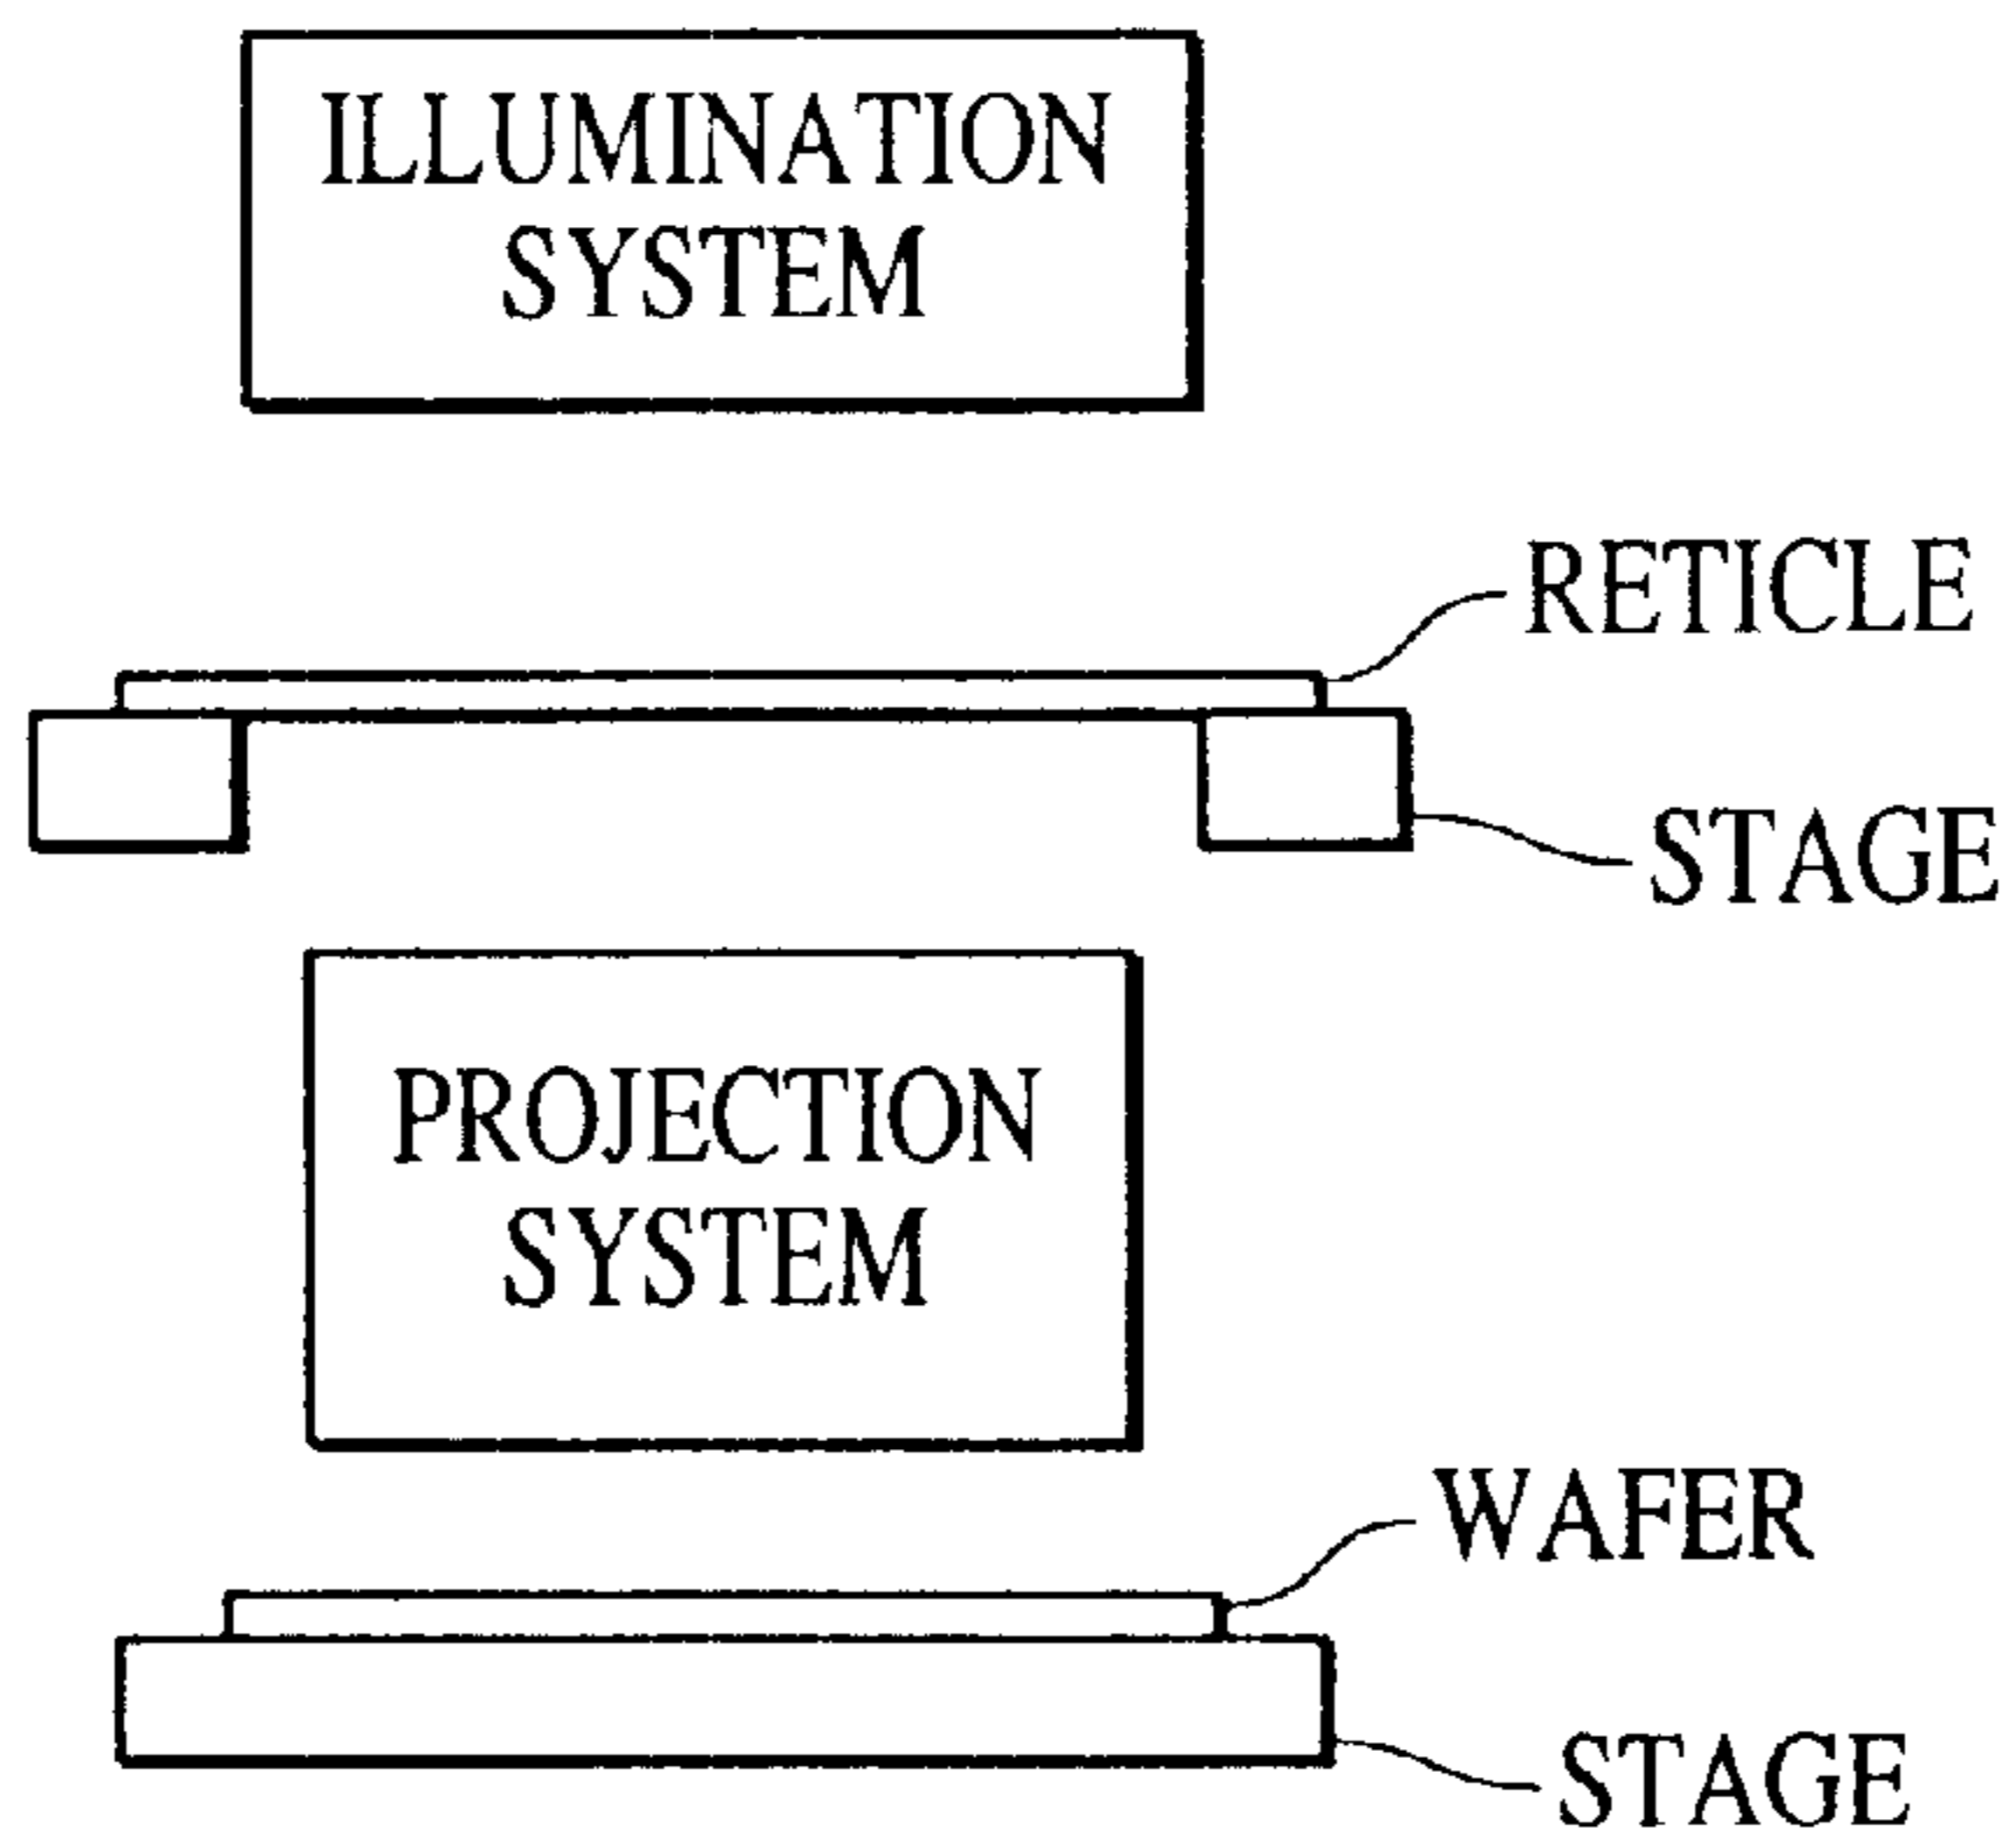 ILLUMINATION
SYSTEM
RETICLE
STAGE
PROJECTION
SYSTEM
WAFER
STAGE